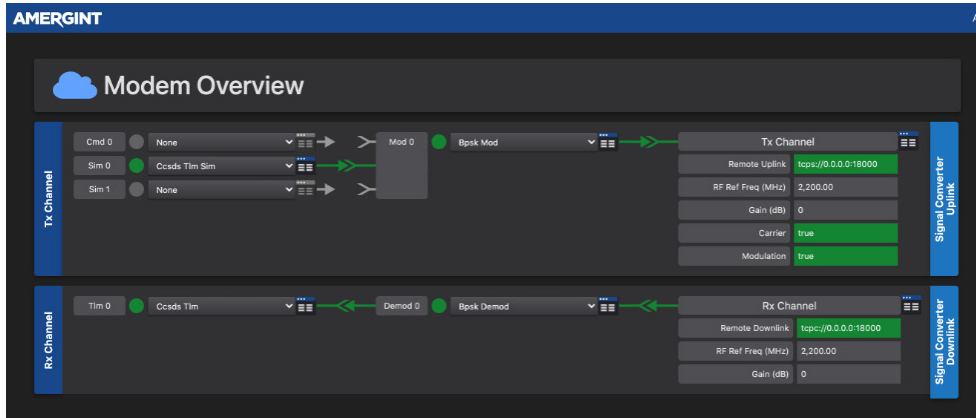 AMERGINT
Modem Overview
Tx Channel
Cmd 0 None Mod 0 Bpsk Mod Tx Channel
Sim 0 Ccsds Tlm Sim Remote Uplink tcps://0.0.0.0:18000
Sim 1 None RF Ref Freq (MHz) 2,200.00
Gain (dB) 0
Carrier true
Modulation true
Signal Converter
Uplink
Rx Channel
Tlm 0 Ccsds Tlm Demod 0 Bpsk Demod Rx Channel
Remote Downlink tcpc://0.0.0.0:18000
RF Ref Freq (MHz) 2,200.00
Gain (dB) 0
Signal Converter
Downlink